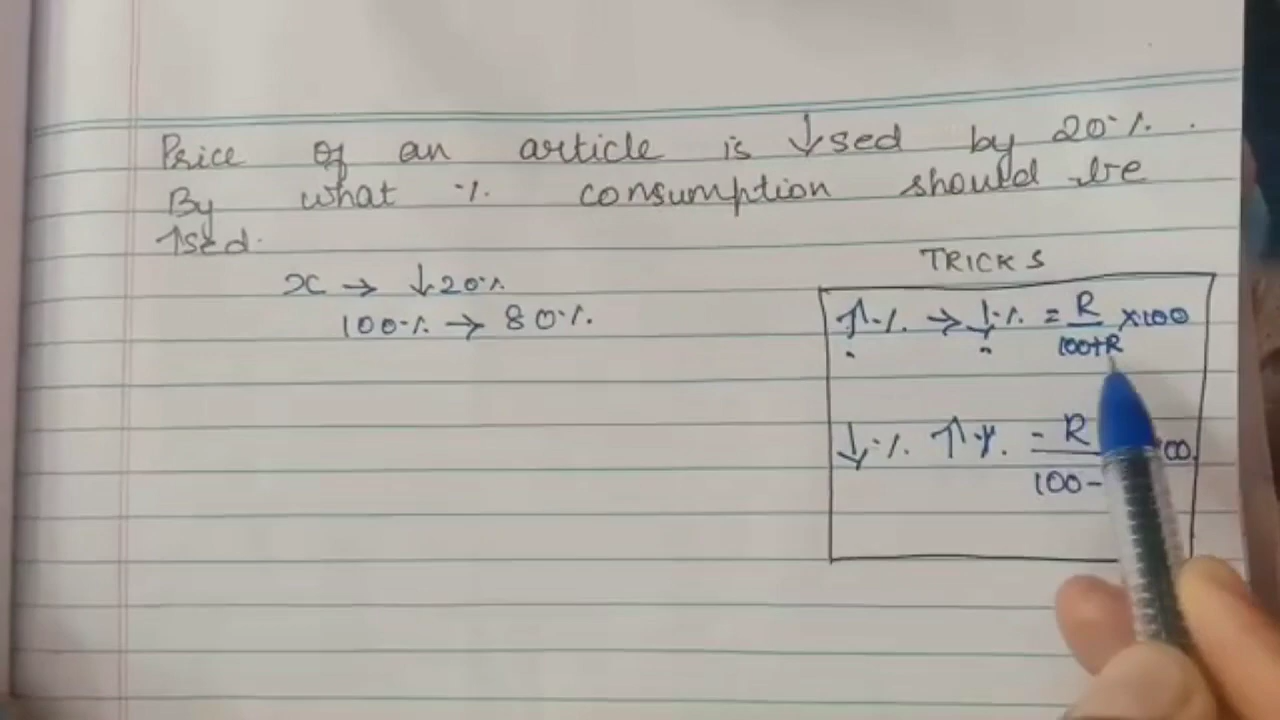 Price of an article is ↓sed by 20%.
By what % consumption should be
↑sed.
x → ↓20%
100% → 80%
TRICKS
↑% → ↓% = R/100+R ×100
↓% ↑% = R/100-